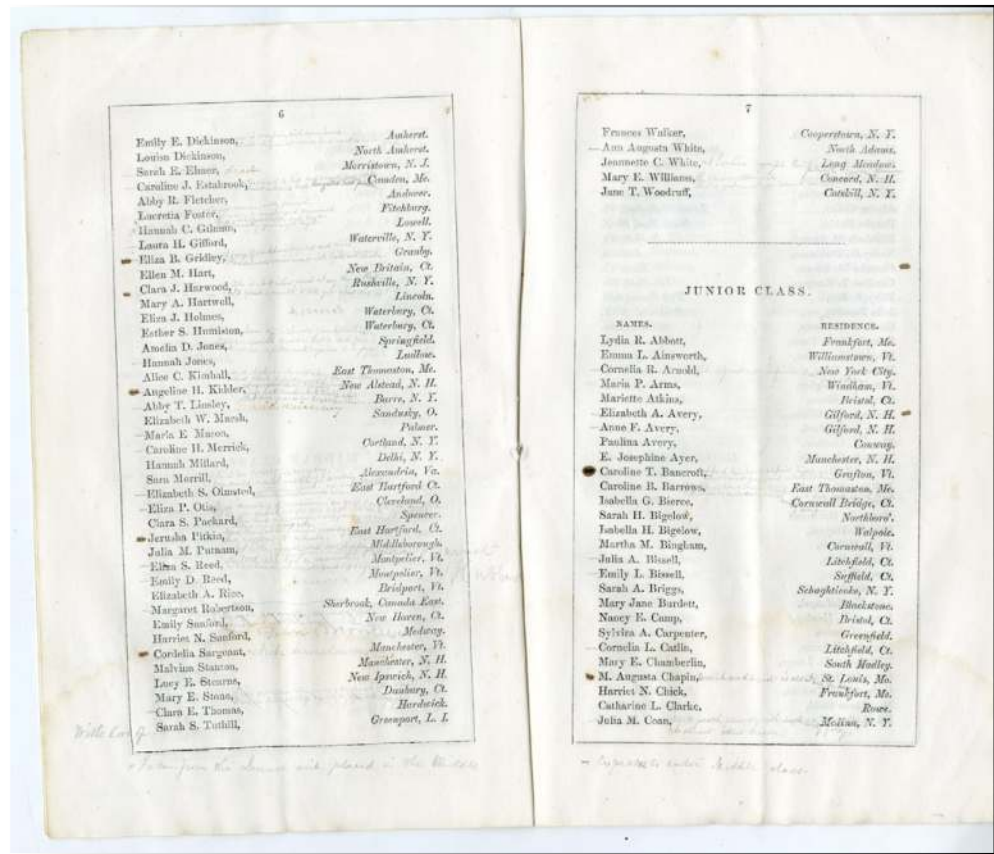 6
Emily E. Dickinson, Amherst.
Louisa Dickinson, North Amherst.
Sarah E. Elmer, Morristown, N. J.
Caroline J. Estabrook, Camden, Me.
Abby R. Fletcher, Andover.
Lucretia Foster, Fitchburg.
Hannah C. Gilman, Lowell.
Laura H. Gifford, Waterville, N. Y.
Eliza B. Gridley, Granby.
Ellen M. Hart, New Britain, Ct.
Clara J. Harwood, Rushville, N. Y.
Mary A. Hartwell, Lincoln.
Eliza J. Holmes, Waterbury, Ct.
Esther S. Humiston, Waterbury, Ct.
Amelia D. Jones, Springfield.
Hannah Jones, Ludlow.
Alice C. Kimball, East Thomaston, Me.
Angeline H. Kidder, New Alstead, N. H.
Abby T. Linsley, Barre, N. Y.
Elizabeth W. Marsh, Sandusky, O.
Maria E Mason, Palmer.
Caroline H. Merrick, Cortland, N. Y.
Hannah Millard, Delhi, N. Y.
Sara Morrill, Alexandria, Va.
Elizabeth S. Olmsted, East Hartford Ct.
Eliza P. Otis, Cleveland, O.
Clara S. Packard, Spencer.
Jerusha Pitkin, East Hartford, Ct.
Julia M. Putnam, Middleborough.
Eliza S. Reed, Montpelier, Vt.
Emily D. Reed, Montpelier, Vt.
Elizabeth A. Rice, Bridport, Vt.
Margaret Robertson, Sherbrook, Canada East.
Emily Sanford, New Haven, Ct.
Harriet N. Sanford, Medway.
Cordelia Sargeant, Manchester, Vt.
Malvina Stanton, Manchester, N. H.
Lucy E. Stearns, New Ipswich, N. H.
Mary E. Stone, Danbury, Ct.
Clara E. Thomas, Hardwick.
Sarah S. Tuthill, Greenport, L. I.
placed in the Middle
7
Frances Walker, Cooperstown, N. Y.
Ann Augusta White, North Adams.
Jeannette C. White, Long Meadow.
Mary E. Williams, Concord, N. H.
Jane T. Woodruff, Catskill, N. Y.
JUNIOR CLASS.
NAMES. RESIDENCE.
Lydia R. Abbott, Frankfort, Me.
Emma L. Ainsworth, Williamstown, Vt.
Cornelia R. Arnold, New York City.
Maria P. Arms, Windham, Vt.
Mariette Atkins, Bristol, Ct.
Elizabeth A. Avery, Gilford, N. H.
Anne F. Avery, Gilford, N. H.
Paulina Avery, Conway.
E. Josephine Ayer, Manchester, N. H.
Caroline T. Bancroft, Grafton, Vt.
Caroline B. Barrows, East Thomaston, Me.
Isabella G. Bierce, Cornwall Bridge, Ct.
Sarah H. Bigelow, Northboro'.
Isabella H. Bigelow, Walpole.
Martha M. Bingham, Cornwall, Vt.
Julia A. Bissell, Litchfield, Ct.
Emily L. Bissell, Suffield, Ct.
Sarah A. Briggs, Schaghticoke, N. Y.
Mary Jane Burdett, Blackstone.
Nancy E. Camp, Bristol, Ct.
Sylvira A. Carpenter, Greenfield.
Cornelia L. Catlin, Litchfield, Ct.
Mary E. Chamberlin, South Hadley.
M. Augusta Chapin, St. Louis, Mo.
Harriet N. Chick, Frankfort, Me.
Catharine L. Clarke, Rowe.
Julia M. Coan, Medina, N. Y.
Middle class.